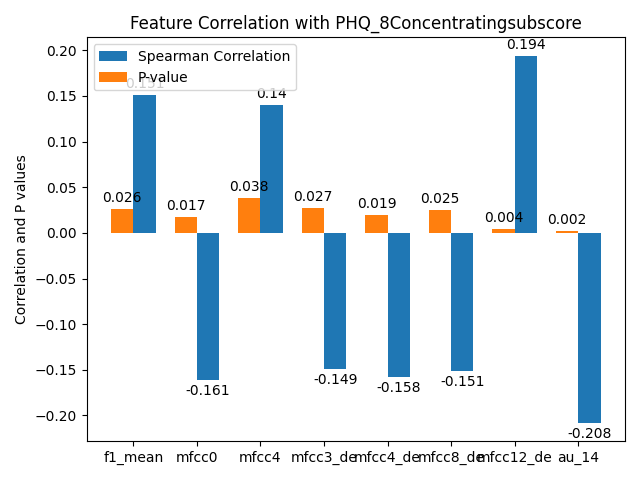 Feature Correlation with PHQ_8Concentratingsubscore
Spearman Correlation
P-value
Correlation and P values
0.20
0.15
0.10
0.05
0.00
−0.05
−0.10
−0.15
−0.20
0.151
0.14
0.194
0.026
0.017
0.038
0.027
0.019
0.025
0.004
0.002
-0.161
-0.149
-0.158
-0.151
-0.208
f1_mean
mfcc0
mfcc4
mfcc3_de
mfcc4_de
mfcc8_de
mfcc12_de
au_14